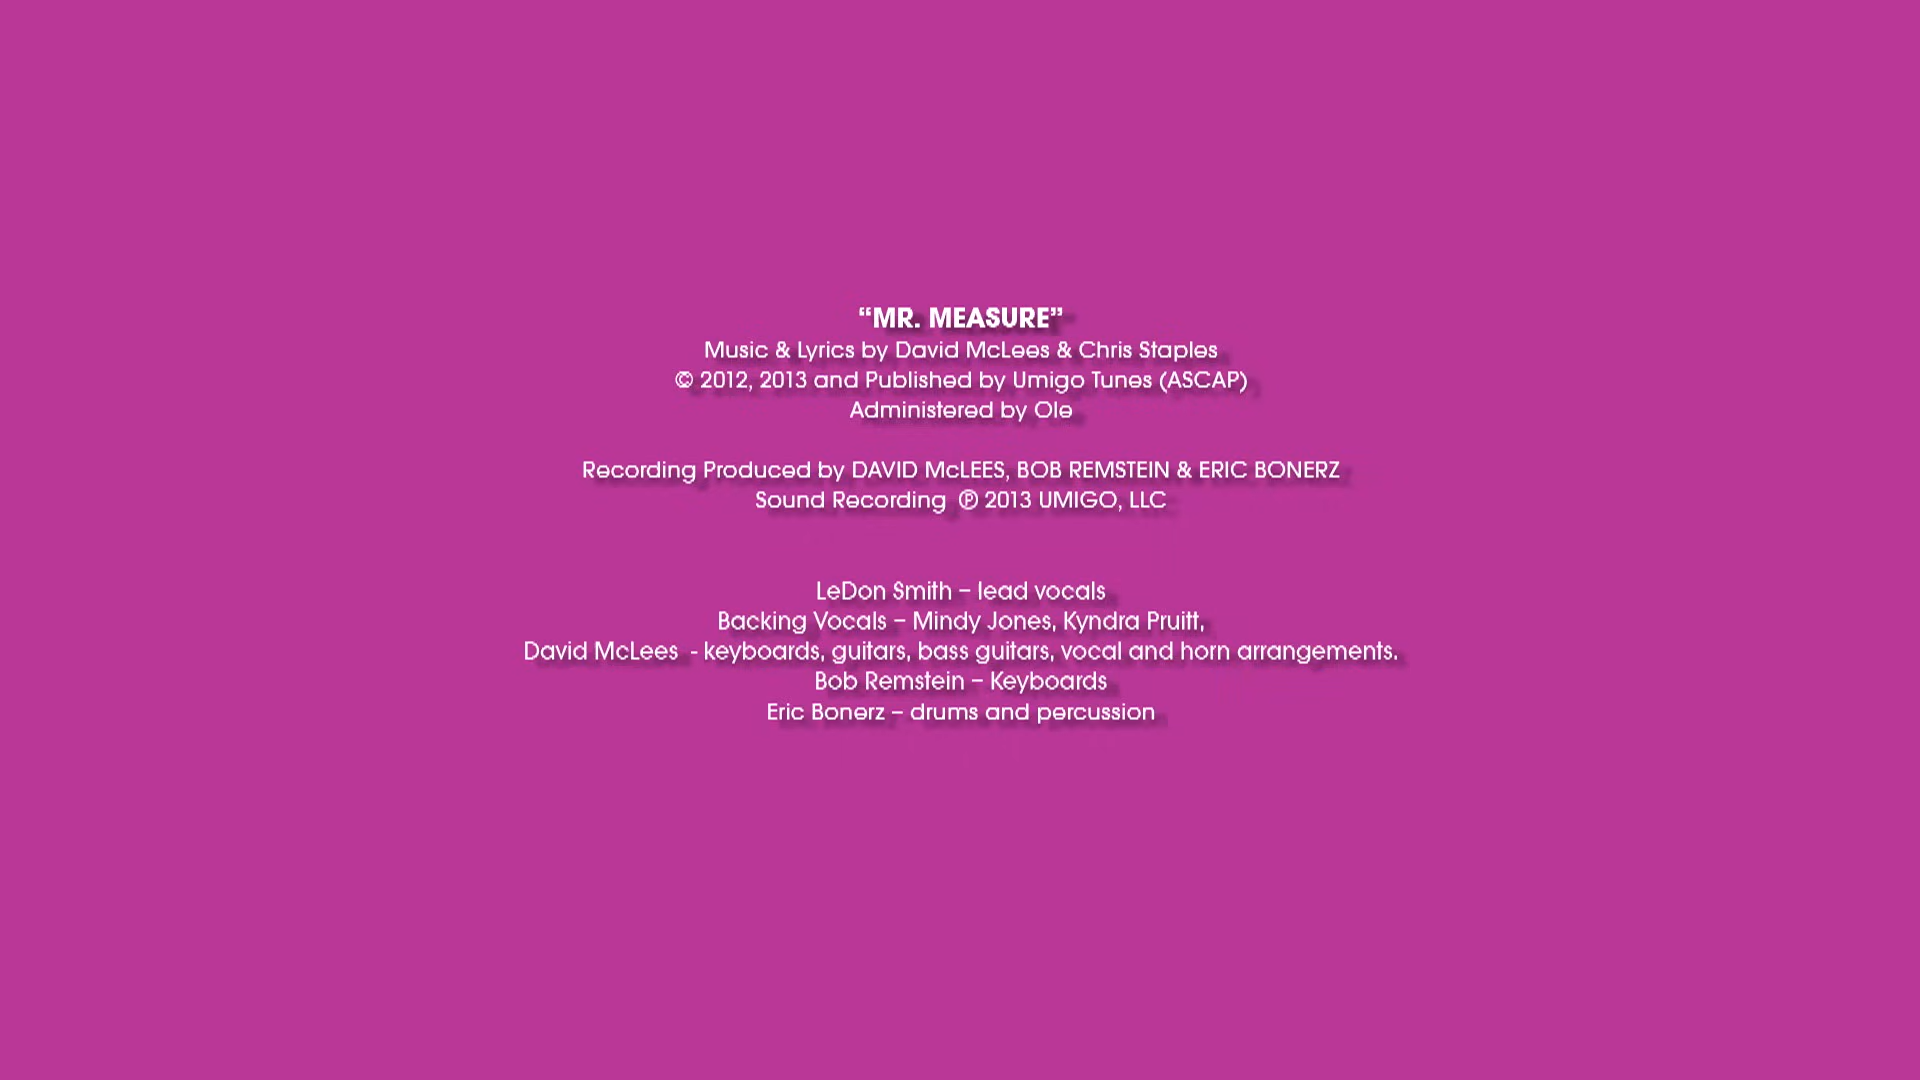 “MR. MEASURE”
Music & Lyrics by David McLees & Chris Staples
© 2012, 2013 and Published by Umigo Tunes (ASCAP)
Administered by Ole
Recording Produced by DAVID McLEES, BOB REMSTEIN & ERIC BONERZ
Sound Recording ℗ 2013 UMIGO, LLC
LeDon Smith – lead vocals
Backing Vocals – Mindy Jones, Kyndra Pruitt,
David McLees  - keyboards, guitars, bass guitars, vocal and horn arrangements.
Bob Remstein – Keyboards
Eric Bonerz – drums and percussion